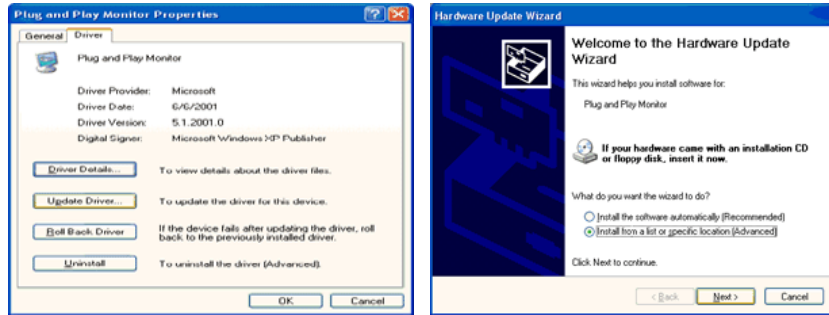 Plug and Play Monitor Properties
General Driver
Plug and Play Monitor
Driver Provider: Microsoft
Driver Date: 6/6/2001
Driver Version: 5.1.2001.0
Digital Signer: Microsoft Windows XP Publisher
Driver Details...
To view details about the driver files.
Update Driver...
To update the driver for this device.
Roll Back Driver
If the device fails after updating the driver, roll
back to the previously installed driver.
Uninstall
To uninstall the driver (Advanced).
OK Cancel
Hardware Update Wizard
Welcome to the Hardware Update
Wizard
This wizard helps you install software for:
Plug and Play Monitor
If your hardware came with an installation CD
or floppy disk, insert it now.
What do you want the wizard to do?
Install the software automatically (Recommended)
Install from a list or specific location (Advanced)
Click Next to continue.
< Back Next > Cancel